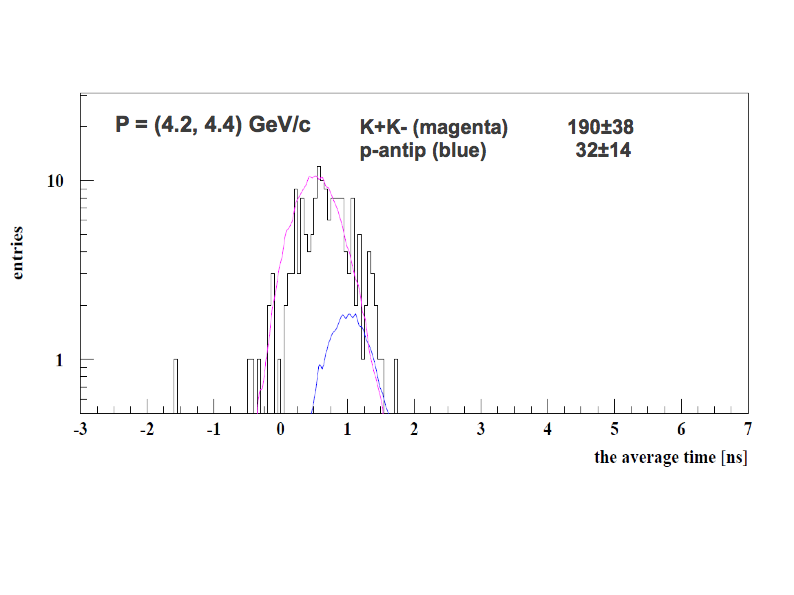 P = (4.2, 4.4) GeV/c
K+K- (magenta) 190±38
p-antip (blue) 32±14
10
1
entries
-3 -2 -1 0 1 2 3 4 5 6 7
the average time [ns]